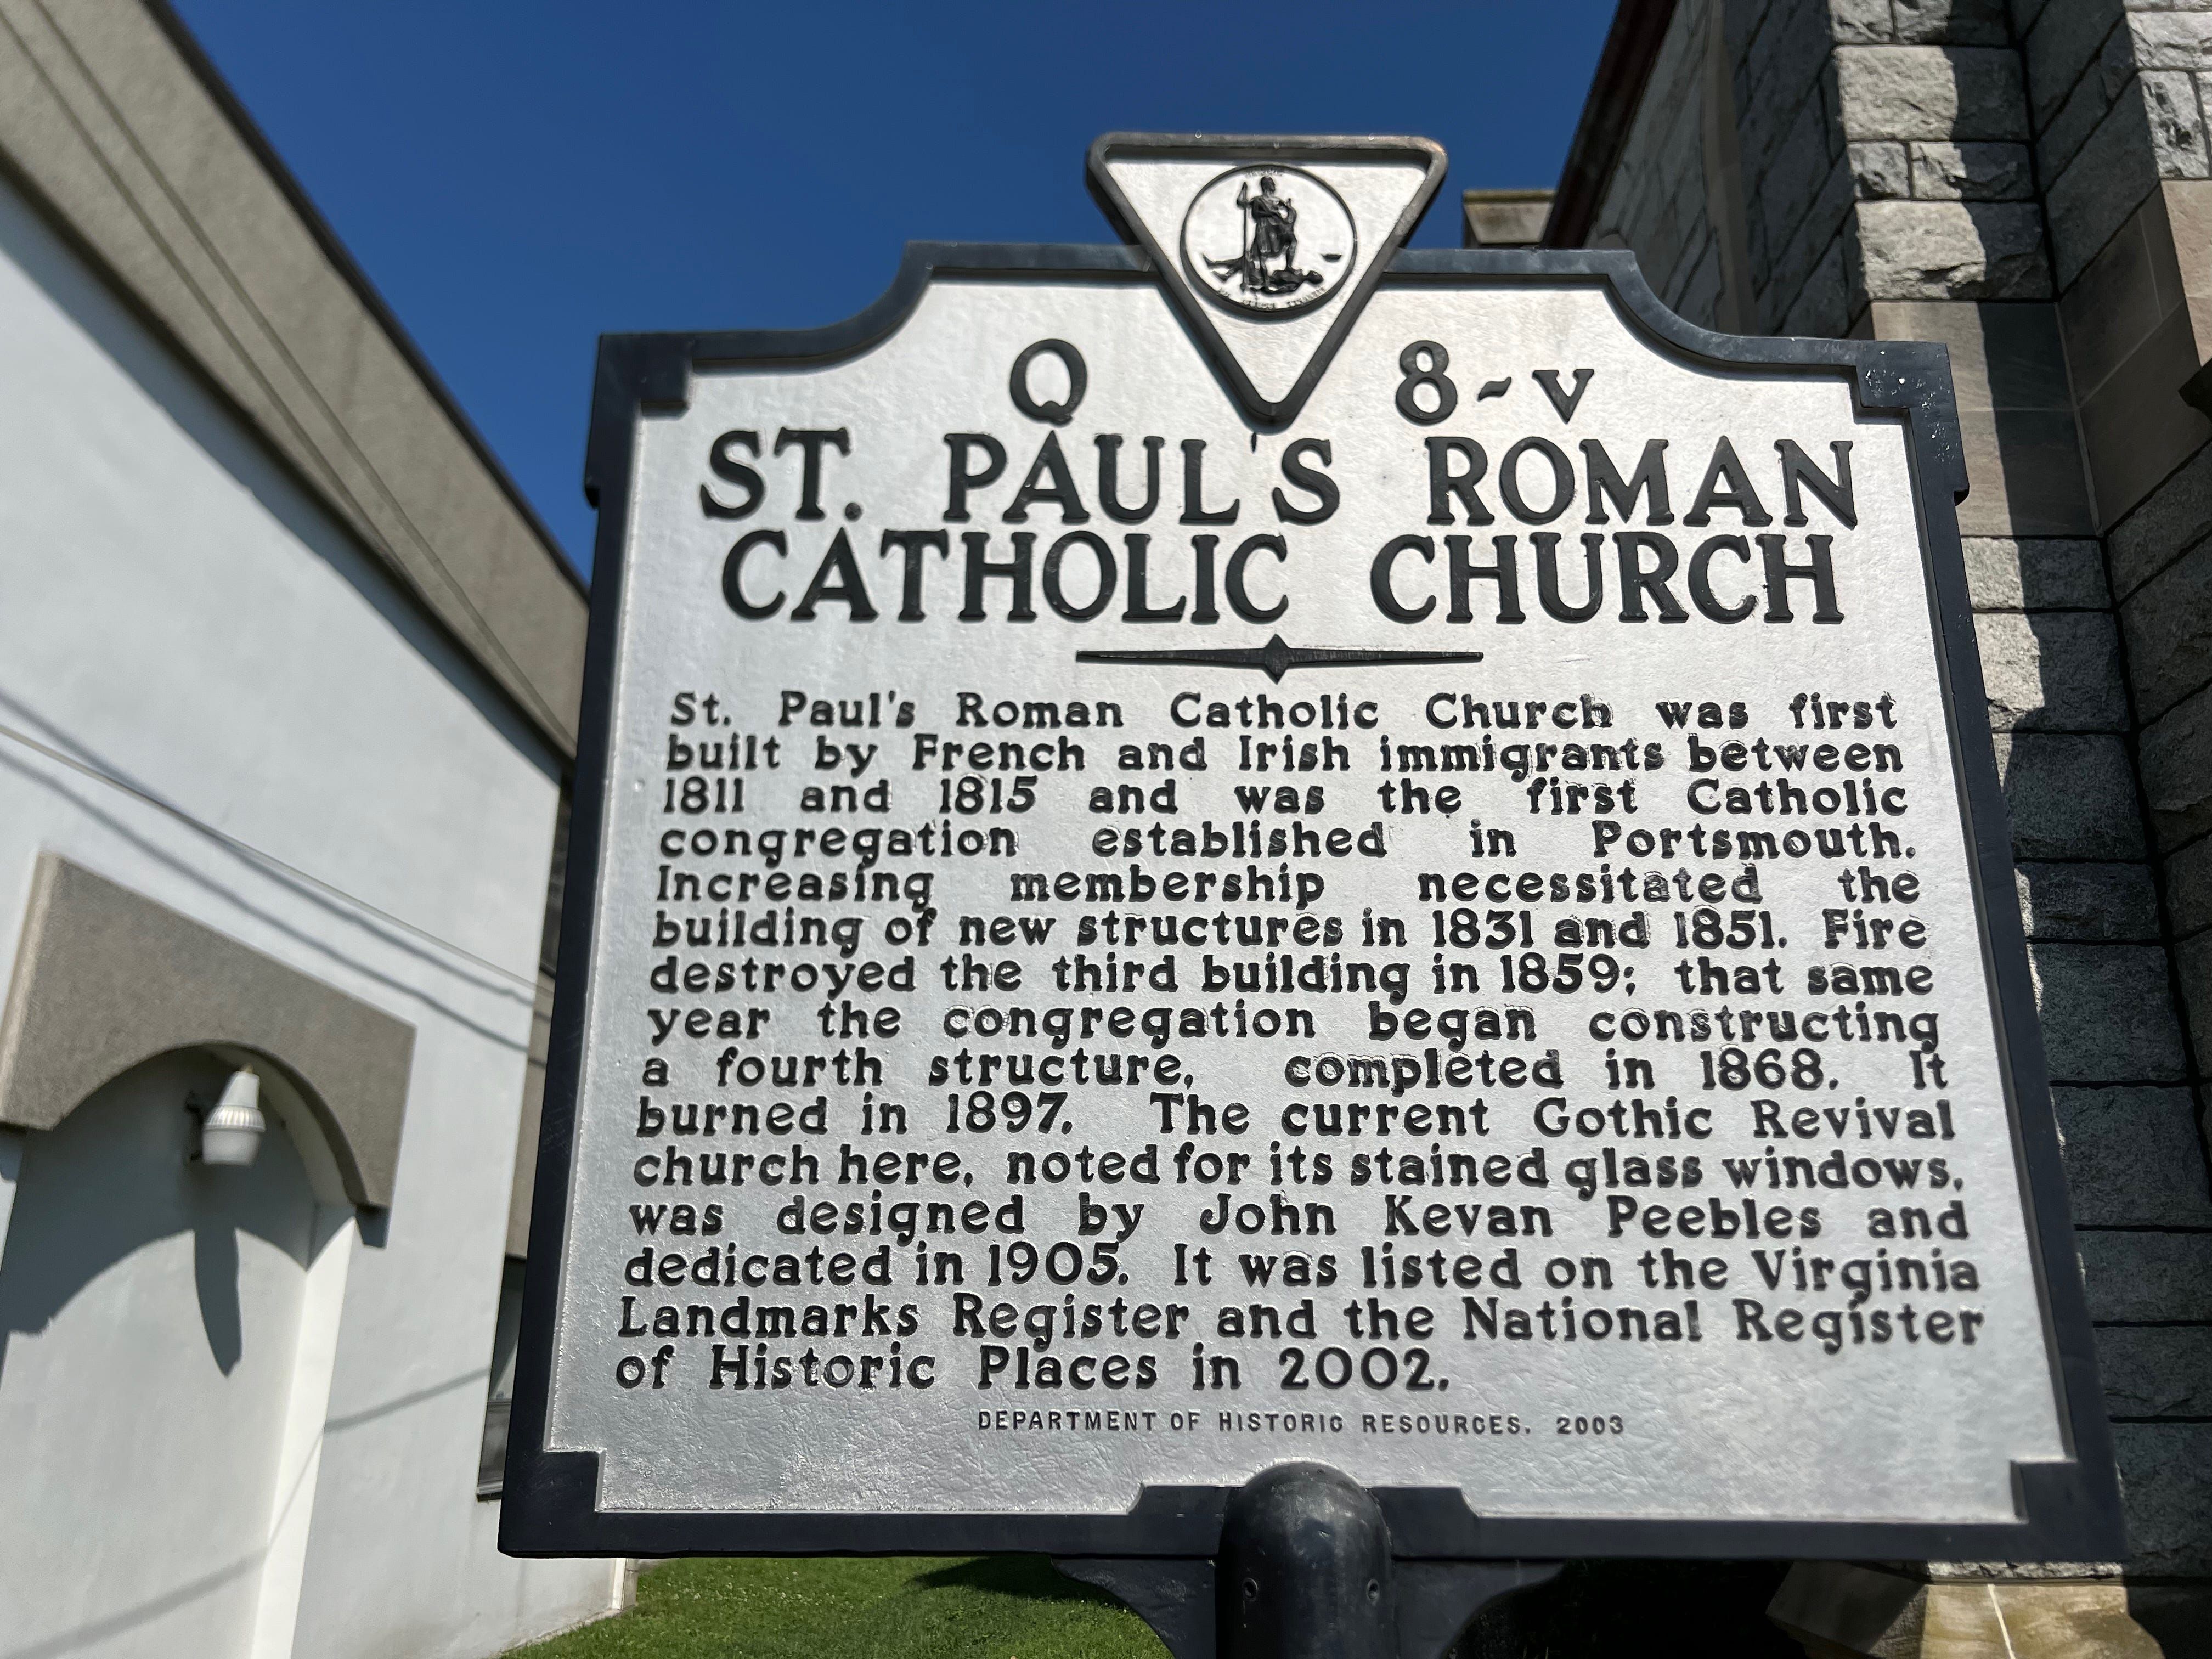 Q 8~V
ST. PAUL'S ROMAN
CATHOLIC CHURCH
St. Paul's Roman Catholic Church was first
built by French and Irish immigrants between
1811 and 1815 and was the first Catholic
congregation established in Portsmouth.
Increasing membership necessitated the
building of new structures in 1831 and 1851. Fire
destroyed the third building in 1859; that same
year the congregation began constructing
a fourth structure, completed in 1868. It
burned in 1897. The current Gothic Revival
church here, noted for its stained glass windows,
was designed by John Kevan Peebles and
dedicated in 1905. It was listed on the Virginia
Landmarks Register and the National Register
of Historic Places in 2002.
DEPARTMENT OF HISTORIC RESOURCES, 2003